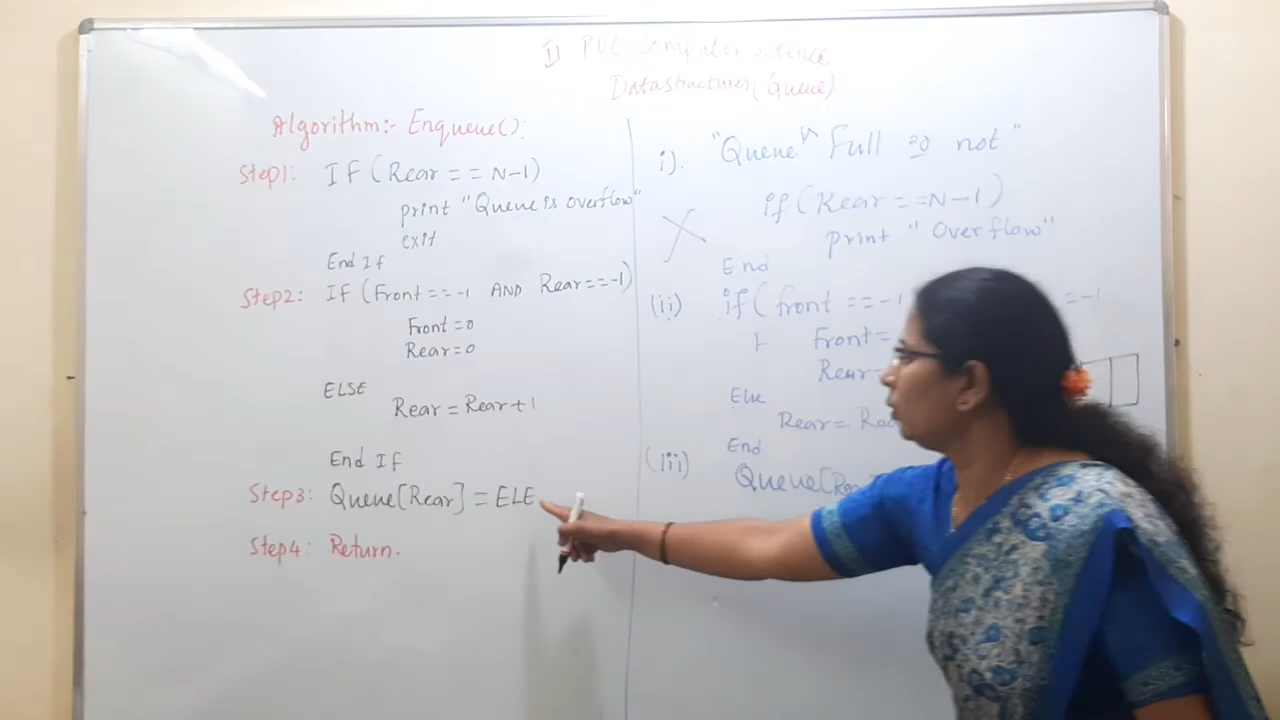 II PUC Computer science
Datastructures (Queue)
Algorithm:- Enqueue():
Step1: IF (Rear == N-1)
print "Queue is overflow"
exit
End If
Step2: IF (Front == -1 AND Rear == -1)
Front = 0
Rear = 0
ELSE
Rear = Rear + 1
End If
Step3: Queue[Rear] = ELE
Step4: Return.
i). "Queue Full or not"
if (Rear == N-1)
print "Overflow"
End
(ii) if (front == -1 == -1
Front =
Rear =
Else
Rear =
End
(iii) Queue[Rear